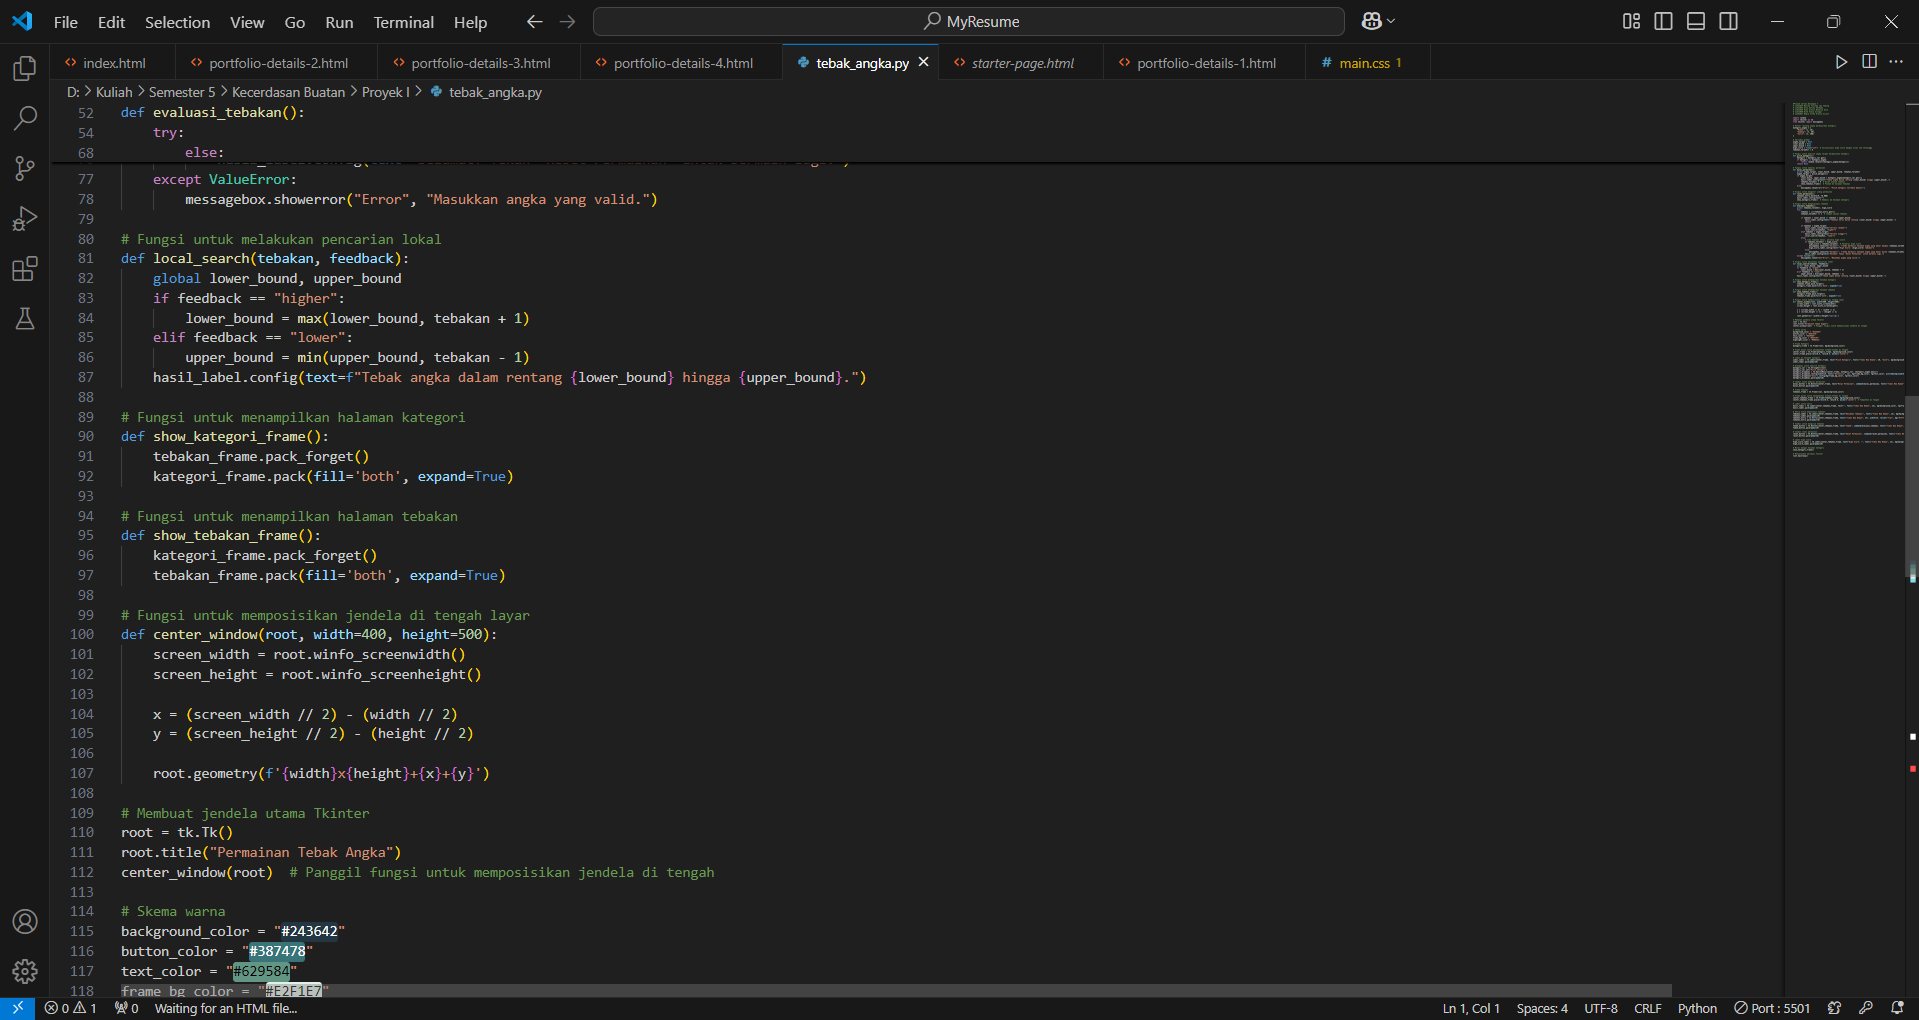 File Edit Selection View Go Run Terminal Help MyResume
index.html portfolio-details-2.html portfolio-details-3.html portfolio-details-4.html tebak_angka.py starter-page.html portfolio-details-1.html # main.css 1
D: > Kuliah > Semester 5 > Kecerdasan Buatan > Proyek I > tebak_angka.py
52 def evaluasi_tebakan():
54 try:
68 else:
77 except ValueError:
78 messagebox.showerror("Error", "Masukkan angka yang valid.")
79
80 # Fungsi untuk melakukan pencarian lokal
81 def local_search(tebakan, feedback):
82 global lower_bound, upper_bound
83 if feedback == "higher":
84 lower_bound = max(lower_bound, tebakan + 1)
85 elif feedback == "lower":
86 upper_bound = min(upper_bound, tebakan - 1)
87 hasil_label.config(text=f"Tebak angka dalam rentang {lower_bound} hingga {upper_bound}.")
88
89 # Fungsi untuk menampilkan halaman kategori
90 def show_kategori_frame():
91 tebakan_frame.pack_forget()
92 kategori_frame.pack(fill='both', expand=True)
93
94 # Fungsi untuk menampilkan halaman tebakan
95 def show_tebakan_frame():
96 kategori_frame.pack_forget()
97 tebakan_frame.pack(fill='both', expand=True)
98
99 # Fungsi untuk memposisikan jendela di tengah layar
100 def center_window(root, width=400, height=500):
101 screen_width = root.winfo_screenwidth()
102 screen_height = root.winfo_screenheight()
103
104 x = (screen_width // 2) - (width // 2)
105 y = (screen_height // 2) - (height // 2)
106
107 root.geometry(f'{width}x{height}+{x}+{y}')
108
109 # Membuat jendela utama Tkinter
110 root = tk.Tk()
111 root.title("Permainan Tebak Angka")
112 center_window(root) # Panggil fungsi untuk memposisikan jendela di tengah
113
114 # Skema warna
115 background_color = "#243642"
116 button_color = "#387478"
117 text_color = "#629584"
118 frame_bg_color = "#E2F1E7"
0 1 0 Waiting for an HTML file... Ln 1, Col 1 Spaces: 4 UTF-8 CRLF Python Port : 5501